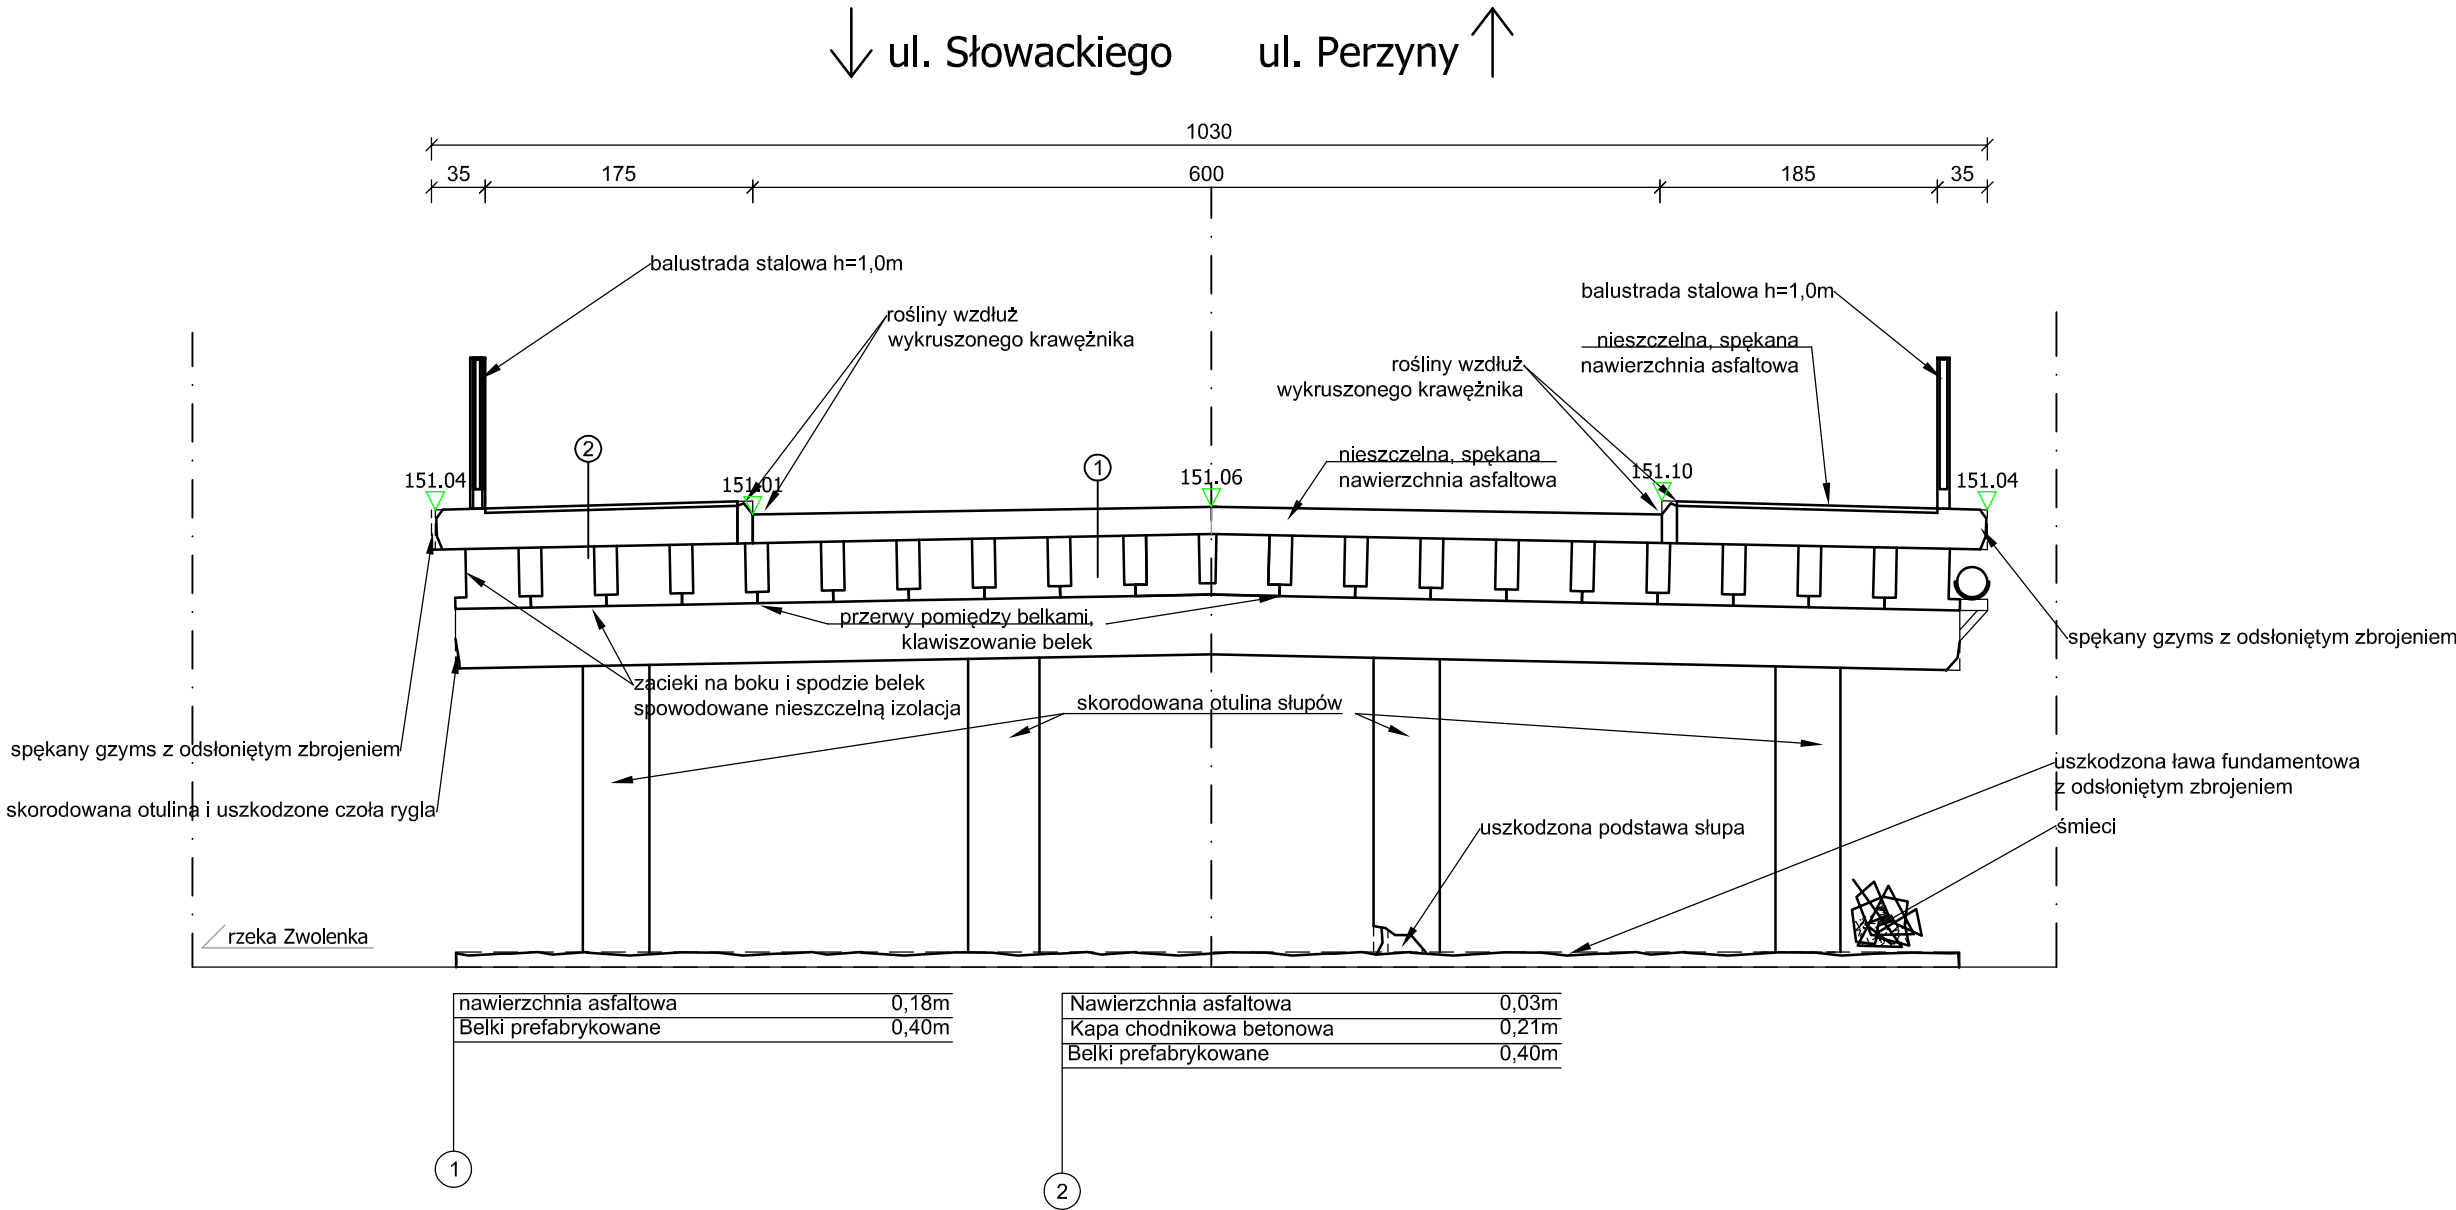 ul. Słowackiego
ul. Perzyny
1030
35
175
600
185
35
balustrada stalowa h=1,0m
rośliny wzdłuż
wykruszonego krawężnika
balustrada stalowa h=1,0m
nieszczelna, spękana
nawierzchnia asfaltowa
rośliny wzdłuż
wykruszonego krawężnika
nieszczelna, spękana
nawierzchnia asfaltowa
2
1
151.04
151.01
151.06
151.10
151.04
przerwy pomiędzy belkami,
klawiszowanie belek
spękany gzyms z odsłoniętym zbrojeniem
zacieki na boku i spodzie belek
spowodowane nieszczelną izolacja
skorodowana otulina słupów
spękany gzyms z odsłoniętym zbrojeniem
uszkodzona ława fundamentowa
z odsłoniętym zbrojeniem
skorodowana otulina i uszkodzone czoła rygla
uszkodzona podstawa słupa
śmieci
rzeka Zwolenka
nawierzchnia asfaltowa 0,18m
Belki prefabrykowane 0,40m
1
Nawierzchnia asfaltowa 0,03m
Kapa chodnikowa betonowa 0,21m
Belki prefabrykowane 0,40m
2